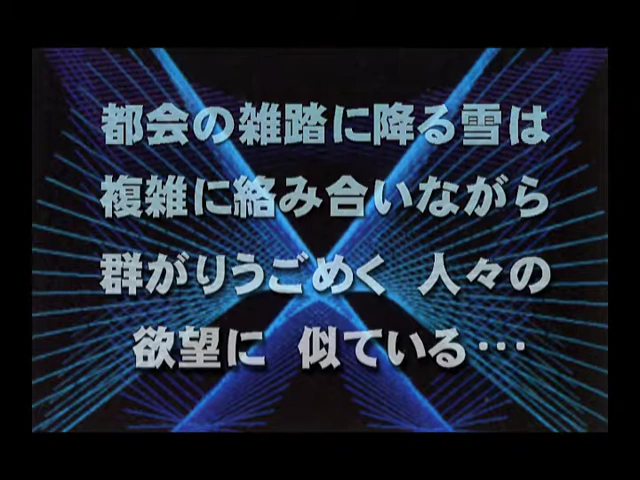 都会の雑踏に降る雪は
複雑に絡み合いながら
群がりうごめく 人々の
欲望に 似ている…